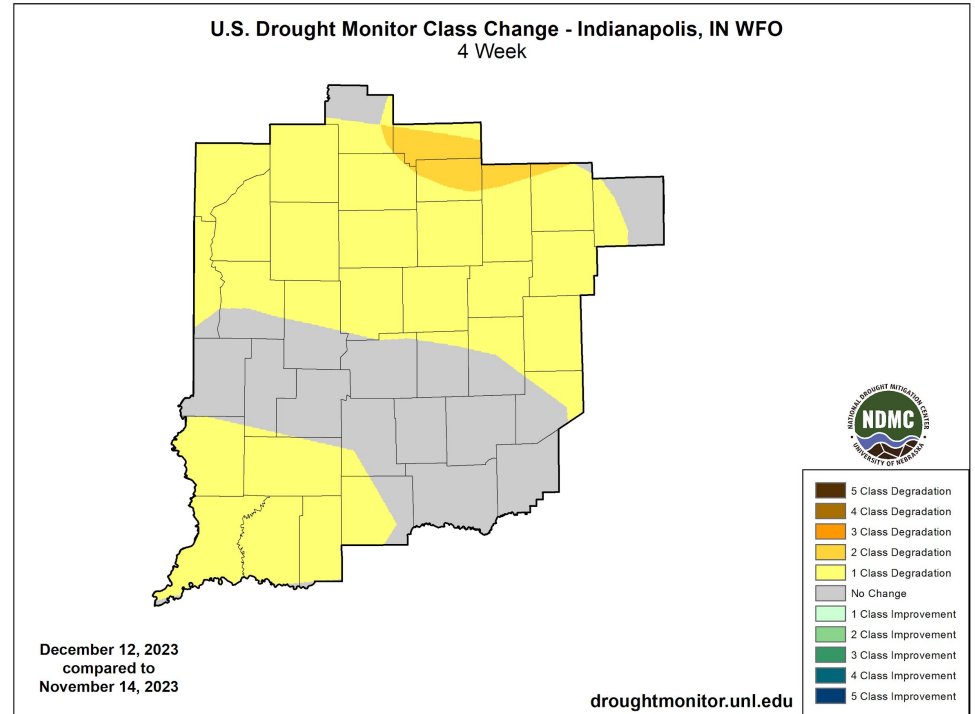 U.S. Drought Monitor Class Change - Indianapolis, IN WFO
4 Week
NATIONAL DROUGHT MITIGATION CENTER
NDMC
UNIVERSITY OF NEBRASKA
5 Class Degradation
4 Class Degradation
3 Class Degradation
2 Class Degradation
1 Class Degradation
No Change
1 Class Improvement
2 Class Improvement
3 Class Improvement
4 Class Improvement
5 Class Improvement
December 12, 2023
compared to
November 14, 2023
droughtmonitor.unl.edu